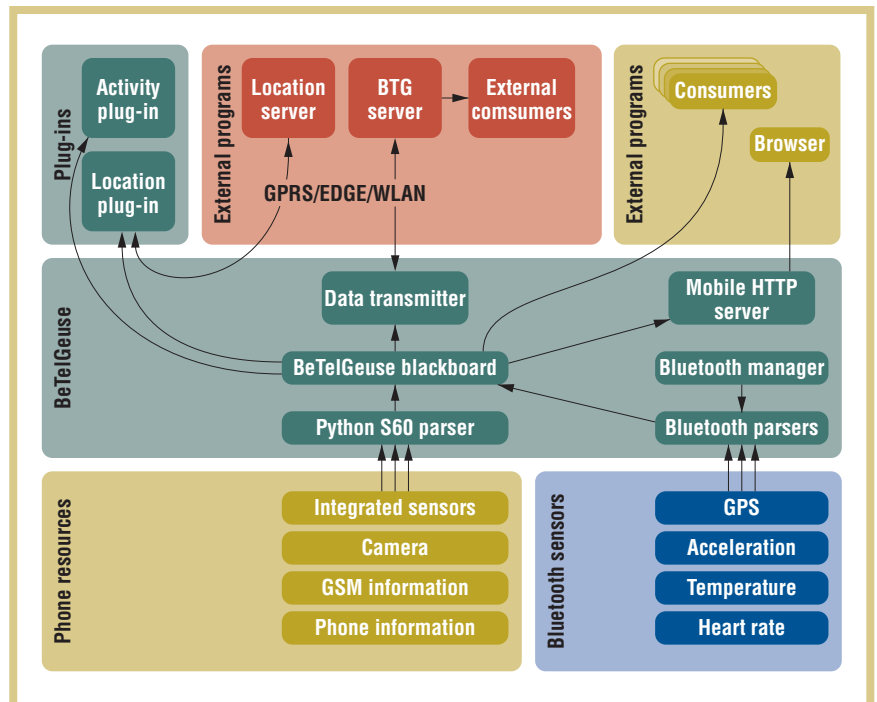 Plug-ins
Activity
plug-in
Location
plug-in
External programs
Location
server
BTG
server
External
comsumers
GPRS/EDGE/WLAN
External programs
Consumers
Browser
BeTelGeuse
Data transmitter
Mobile HTTP
server
BeTelGeuse blackboard
Bluetooth manager
Python S60 parser
Bluetooth parsers
Phone resources
Integrated sensors
Camera
GSM information
Phone information
Bluetooth sensors
GPS
Acceleration
Temperature
Heart rate